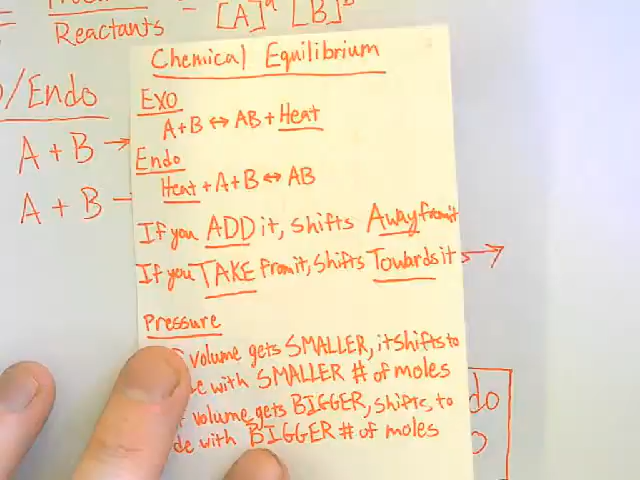 Reactants
[A]ᵃ [B]ᵇ
/Endo
A + B →
A + B
Chemical Equilibrium
Exo
A+B ↔ AB + Heat
Endo
Heat + A + B ↔ AB
If you ADD it, shifts Away from it
If you TAKE from it, shifts Towards it
Pressure
volume gets SMALLER, it shifts to
with SMALLER # of moles
volume gets BIGGER, shifts to
with BIGGER # of moles